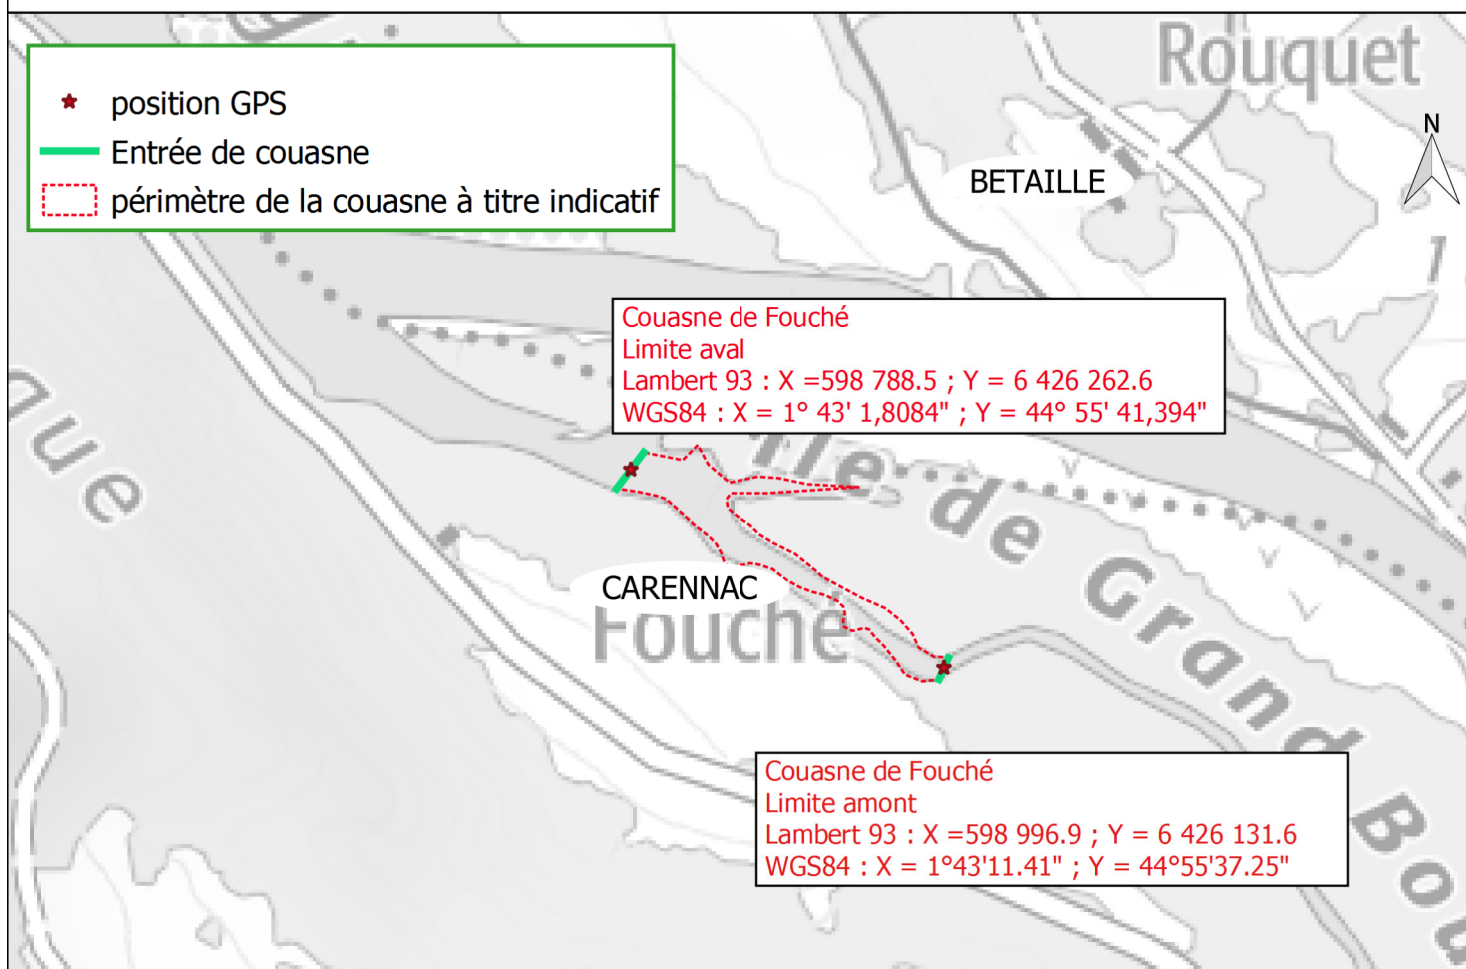 Rouquet
position GPS
Entrée de couasne
périmètre de la couasne à titre indicatif
N
BETAILLE
Couasne de Fouché
Limite aval
Lambert 93 : X =598 788.5 ; Y = 6 426 262.6
WGS84 : X = 1° 43' 1,8084" ; Y = 44° 55' 41,394"
que
Île de Grand Bou
CARENNAC
Fouché
Couasne de Fouché
Limite amont
Lambert 93 : X =598 996.9 ; Y = 6 426 131.6
WGS84 : X = 1°43'11.41" ; Y = 44°55'37.25"